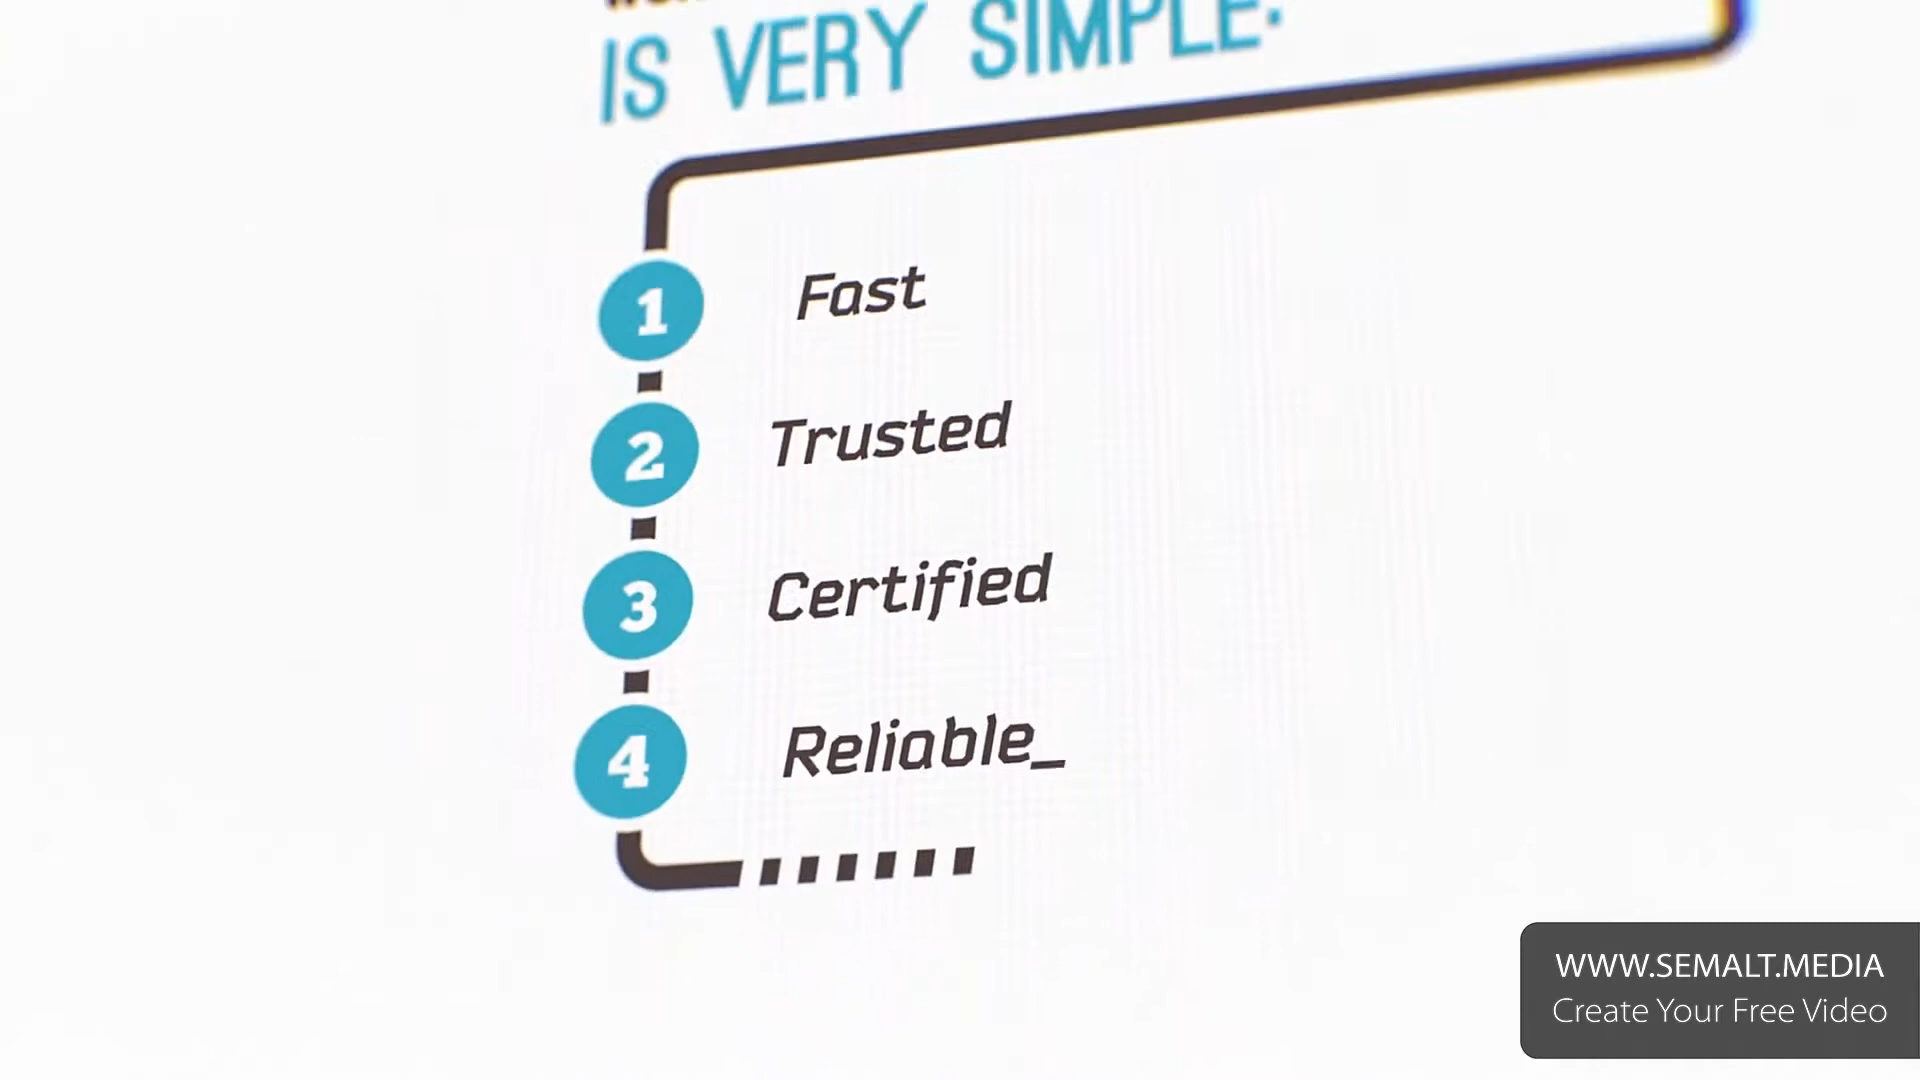 IS VERY SIMPLE.
1 Fast
2 Trusted
3 Certified
4 Reliable_
WWW.SEMALT.MEDIA
Create Your Free Video